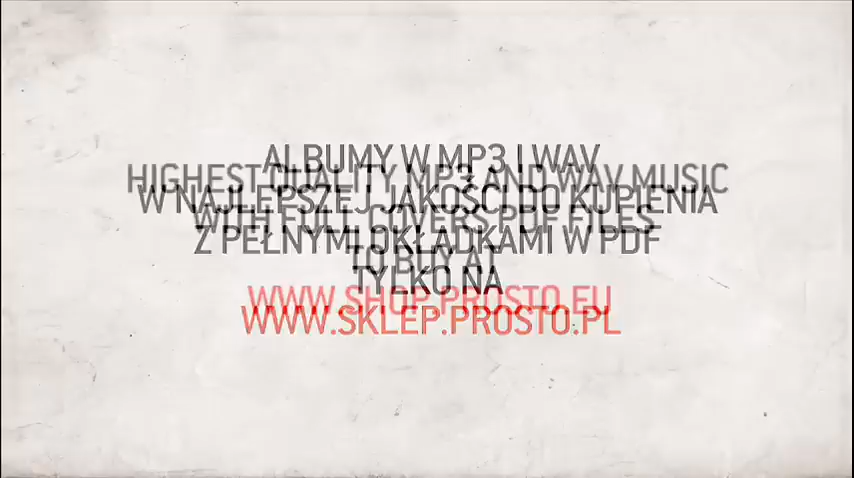 ALBUMY W MP3 I WAV
HIGHEST QUALITY MP3 AND WAV MUSIC
W NAJLEPSZEJ JAKOŚCI DO KUPIENIA
WITH FULL COVERS PDF FILES
Z PEŁNYMI OKŁADKAMI W PDF
TO BUY AT
TYLKO NA
WWW.SHOP.PROSTO.EU
WWW.SKLEP.PROSTO.PL